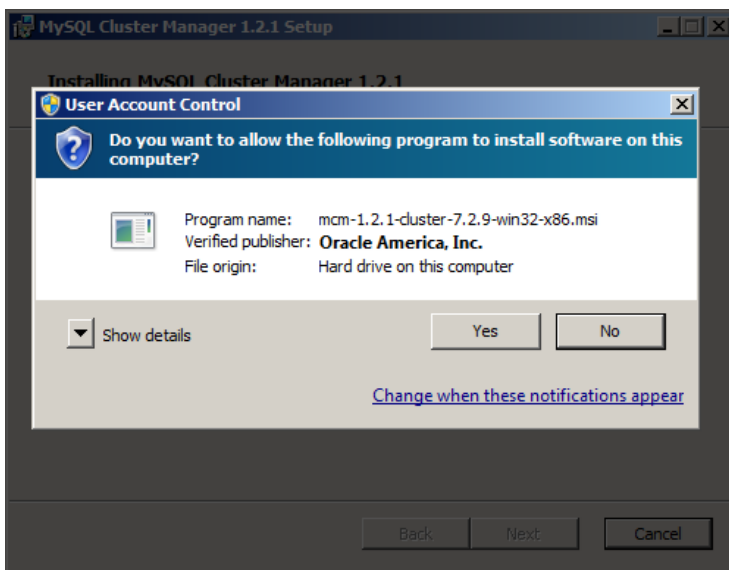 MySQL Cluster Manager 1.2.1 Setup
Installing MySQL Cluster Manager 1.2.1
User Account Control
Do you want to allow the following program to install software on this
computer?
Program name: mcm-1.2.1-cluster-7.2.9-win32-x86.msi
Verified publisher: Oracle America, Inc.
File origin: Hard drive on this computer
Show details
Yes No
Change when these notifications appear
Back Next Cancel